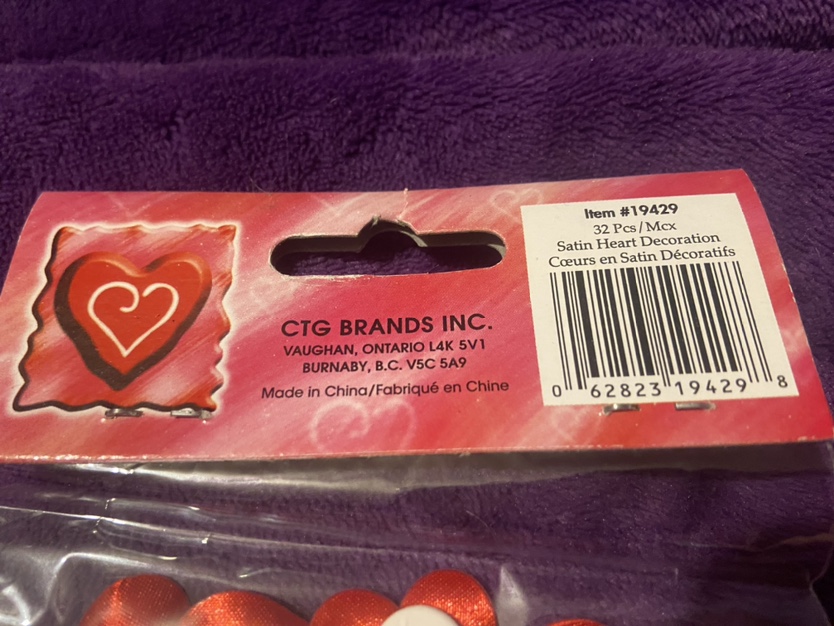 CTG BRANDS INC.
VAUGHAN, ONTARIO L4K 5V1
BURNABY, B.C. V5C 5A9
Made in China/Fabriqué en Chine
Item #19429
32 Pcs/Mcx
Satin Heart Decoration
Cœurs en Satin Décoratifs
0 62823 19429 8